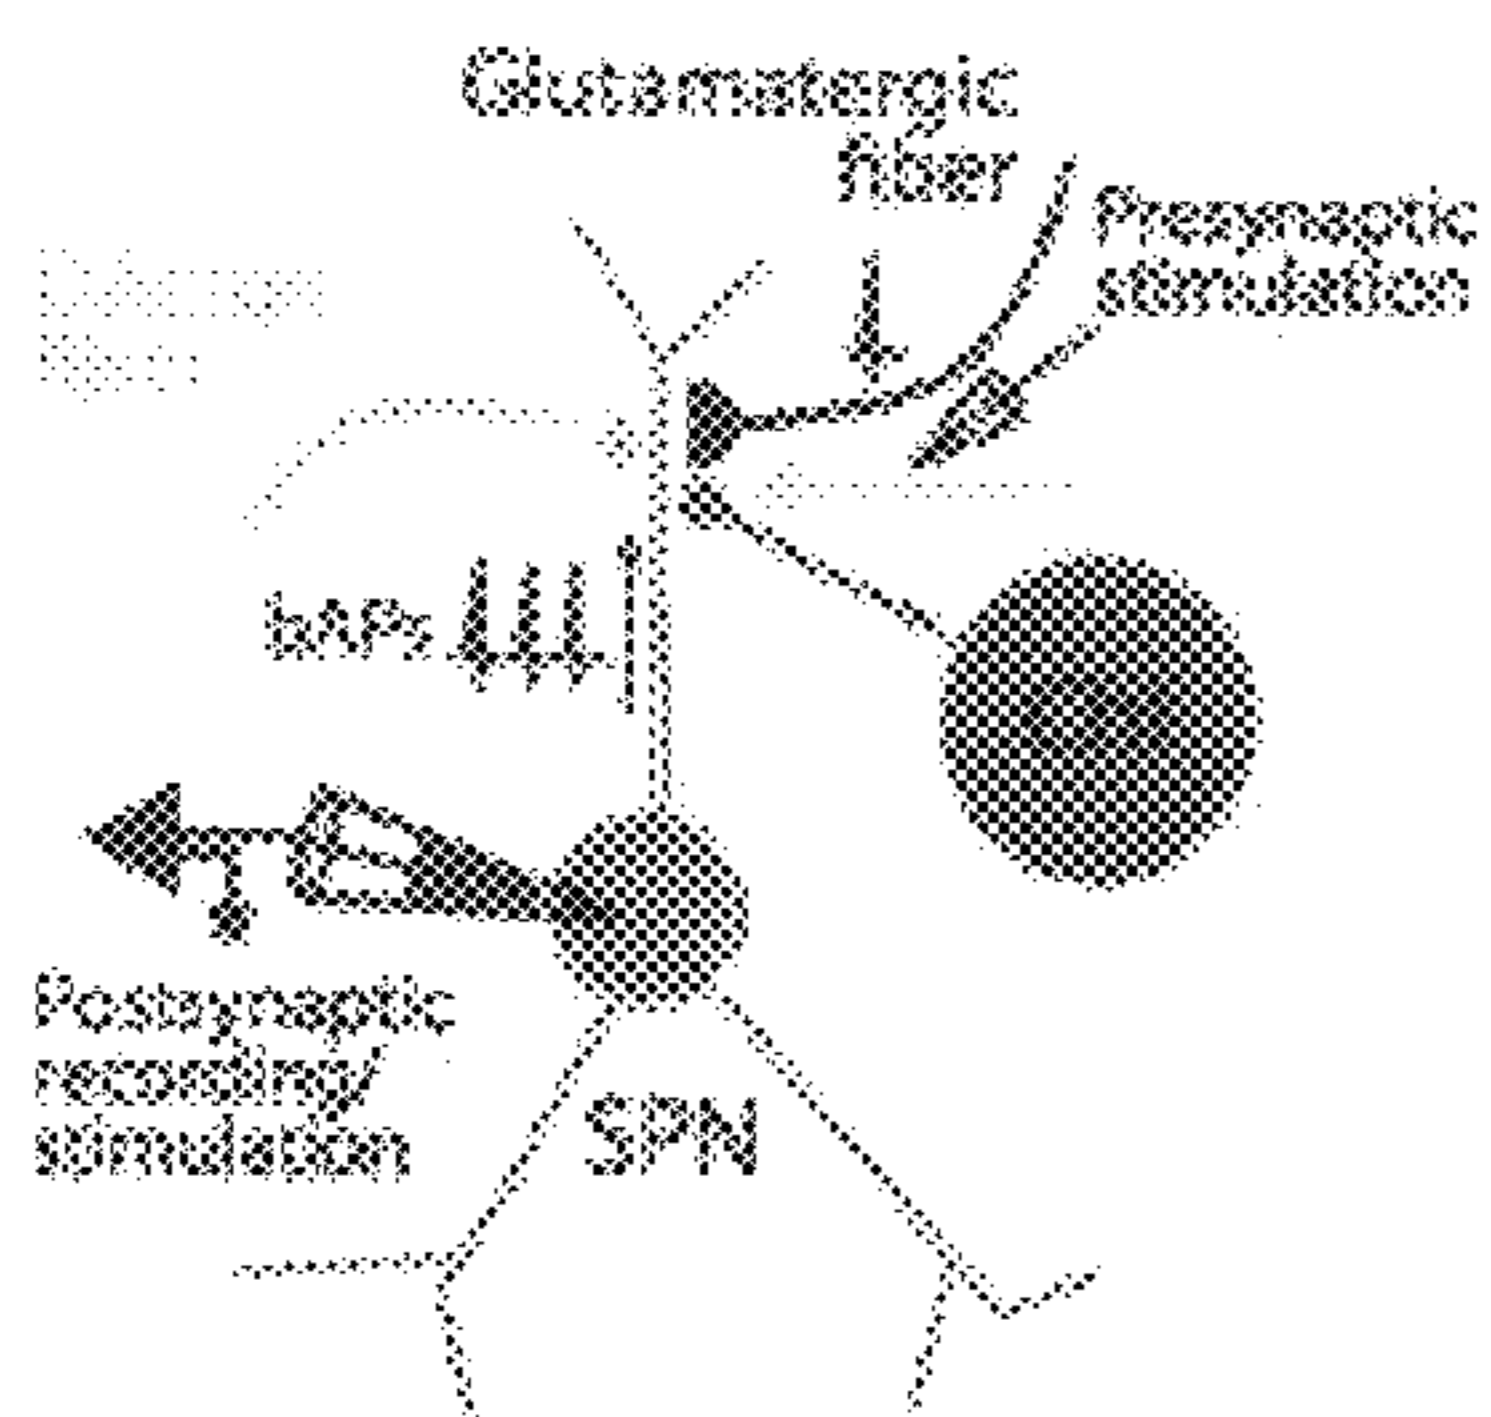 Glutamatergic
fiber
Presynaptic
stimulation
bAPs
Postsynaptic
recording/
stimulation
SPN